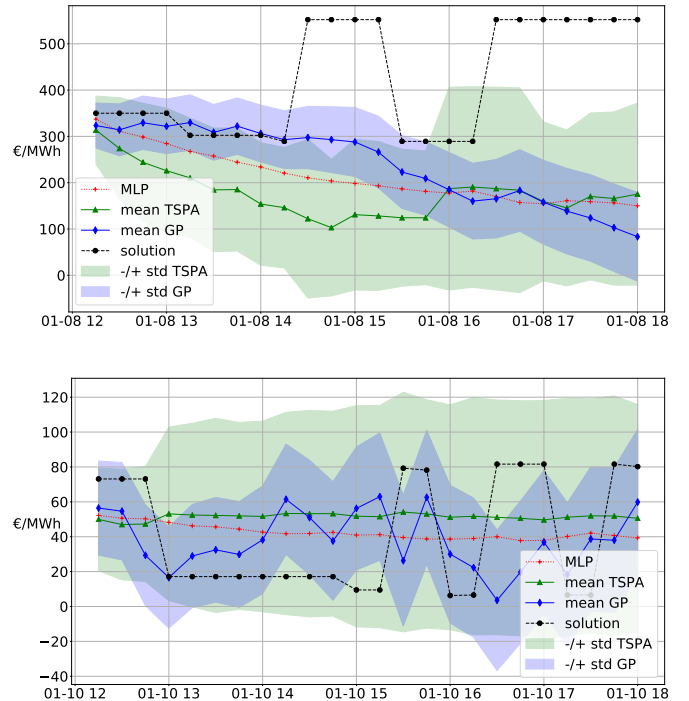 500
400
300
€/MWh
200
100
0
MLP
mean TSPA
mean GP
solution
-/+ std TSPA
-/+ std GP
01-08 12 01-08 13 01-08 14 01-08 15 01-08 16 01-08 17 01-08 18
120
100
80
60
€/MWh
40
20
0
−20
−40
MLP
mean TSPA
mean GP
solution
-/+ std TSPA
-/+ std GP
01-10 12 01-10 13 01-10 14 01-10 15 01-10 16 01-10 17 01-10 18